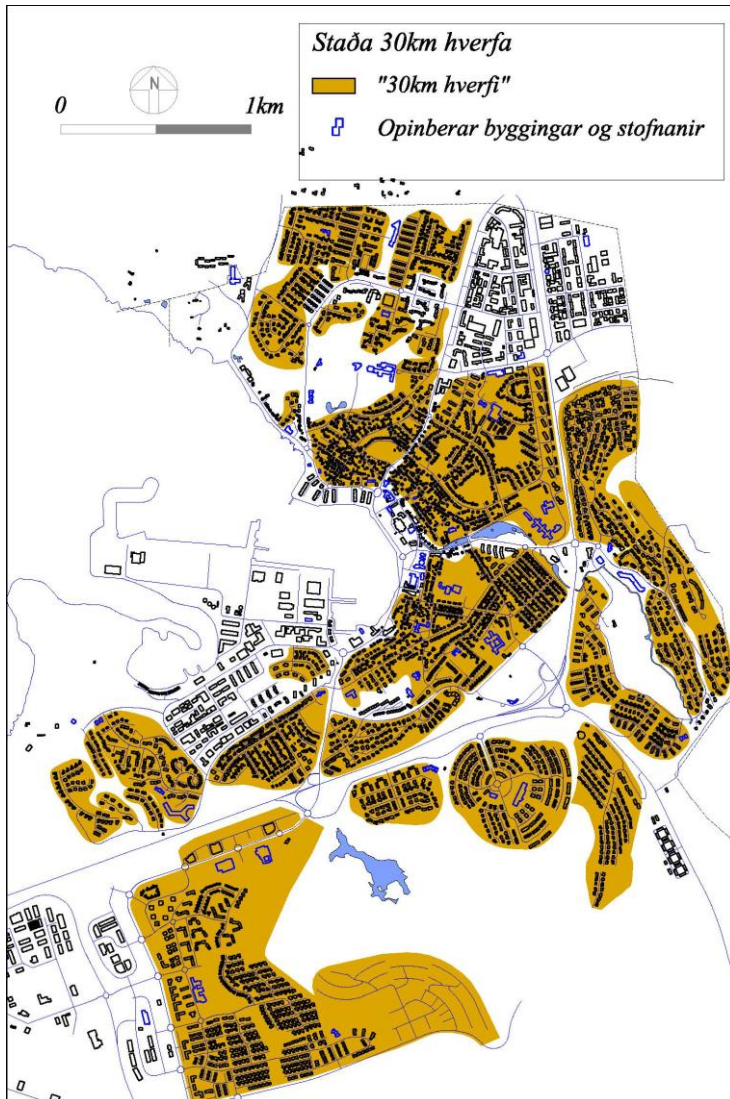 Staða 30km hverfa
"30km hverfi"
Opinberar byggingar og stofnanir
N
0 1km